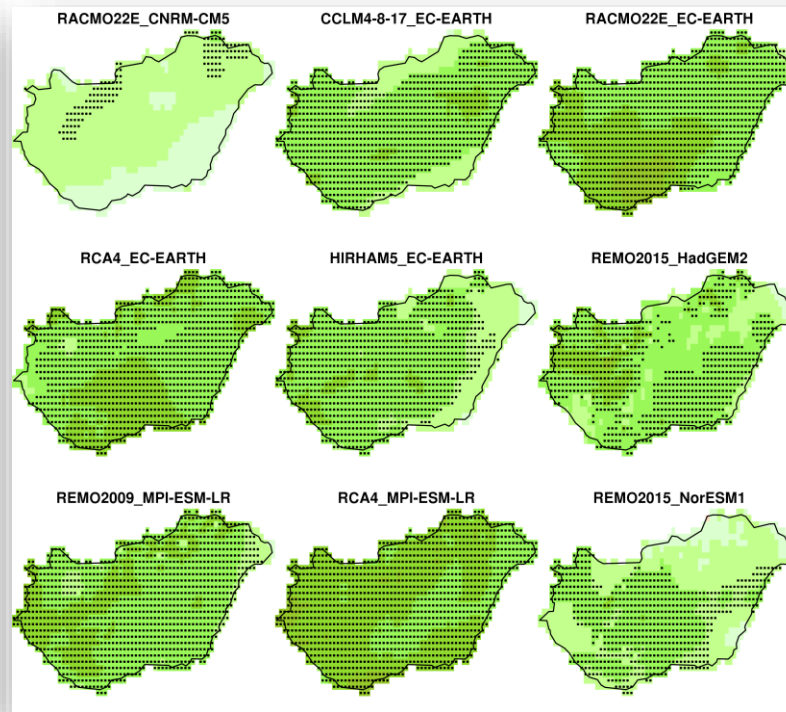 RACMO22E_CNRM-CM5
CCLM4-8-17_EC-EARTH
RACMO22E_EC-EARTH
RCA4_EC-EARTH
HIRHAM5_EC-EARTH
REMO2015_HadGEM2
REMO2009_MPI-ESM-LR
RCA4_MPI-ESM-LR
REMO2015_NorESM1